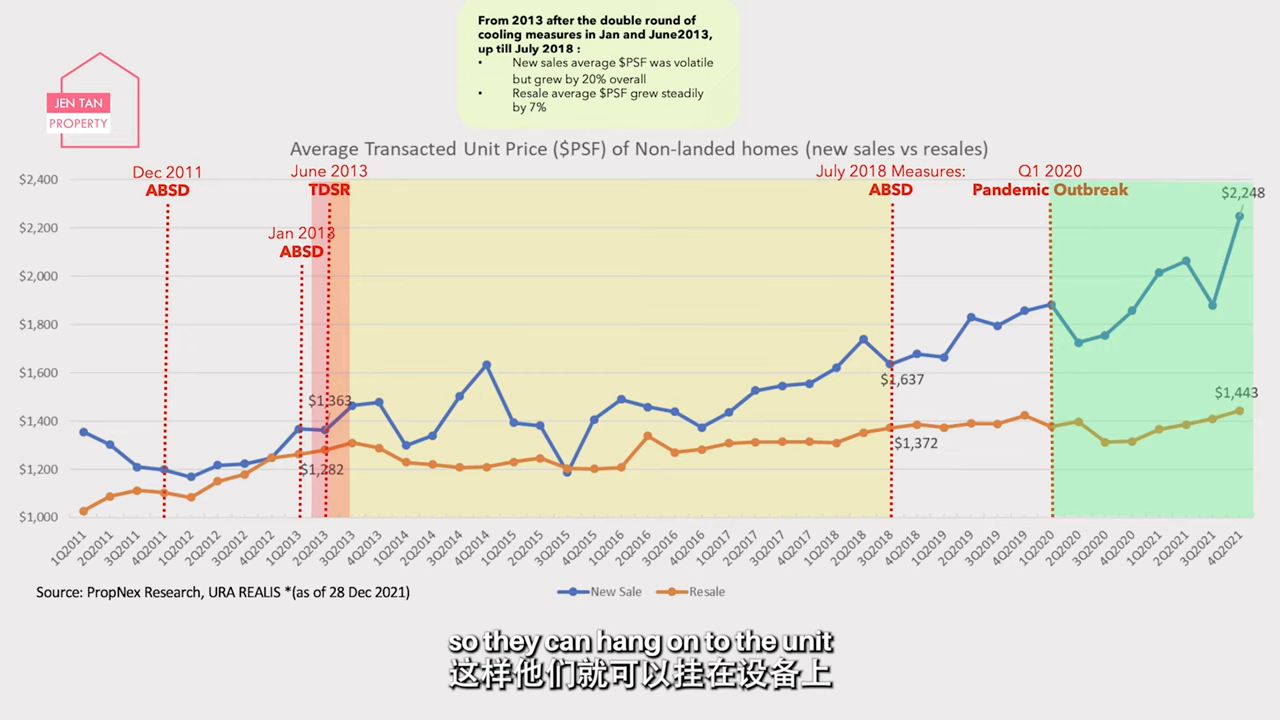 From 2013 after the double round of
cooling measures in Jan and June2013,
up till July 2018 :
• New sales average $PSF was volatile
but grew by 20% overall
• Resale average $PSF grew steadily
by 7%
JEN TAN
PROPERTY
Average Transacted Unit Price ($PSF) of Non-landed homes (new sales vs resales)
Dec 2011
ABSD
June 2013
TDSR
July 2018 Measures:
ABSD
Q1 2020
Pandemic Outbreak
Jan 2013
ABSD
$2,400
$2,200
$2,000
$1,800
$1,600
$1,400
$1,200
$1,000
$2,248
$1,637
$1,443
$1,363
$1,372
$1,282
1Q2011
2Q2011
3Q2011
4Q2011
1Q2012
2Q2012
3Q2012
4Q2012
1Q2013
2Q2013
3Q2013
4Q2013
1Q2014
2Q2014
3Q2014
4Q2014
1Q2015
2Q2015
3Q2015
4Q2015
1Q2016
2Q2016
3Q2016
4Q2016
1Q2017
2Q2017
3Q2017
4Q2017
1Q2018
2Q2018
3Q2018
4Q2018
1Q2019
2Q2019
3Q2019
4Q2019
1Q2020
2Q2020
3Q2020
4Q2020
1Q2021
2Q2021
3Q2021
4Q2021
Source: PropNex Research, URA REALIS *(as of 28 Dec 2021)
New Sale
Resale
so they can hang on to the unit
这样他们就可以挂在设备上